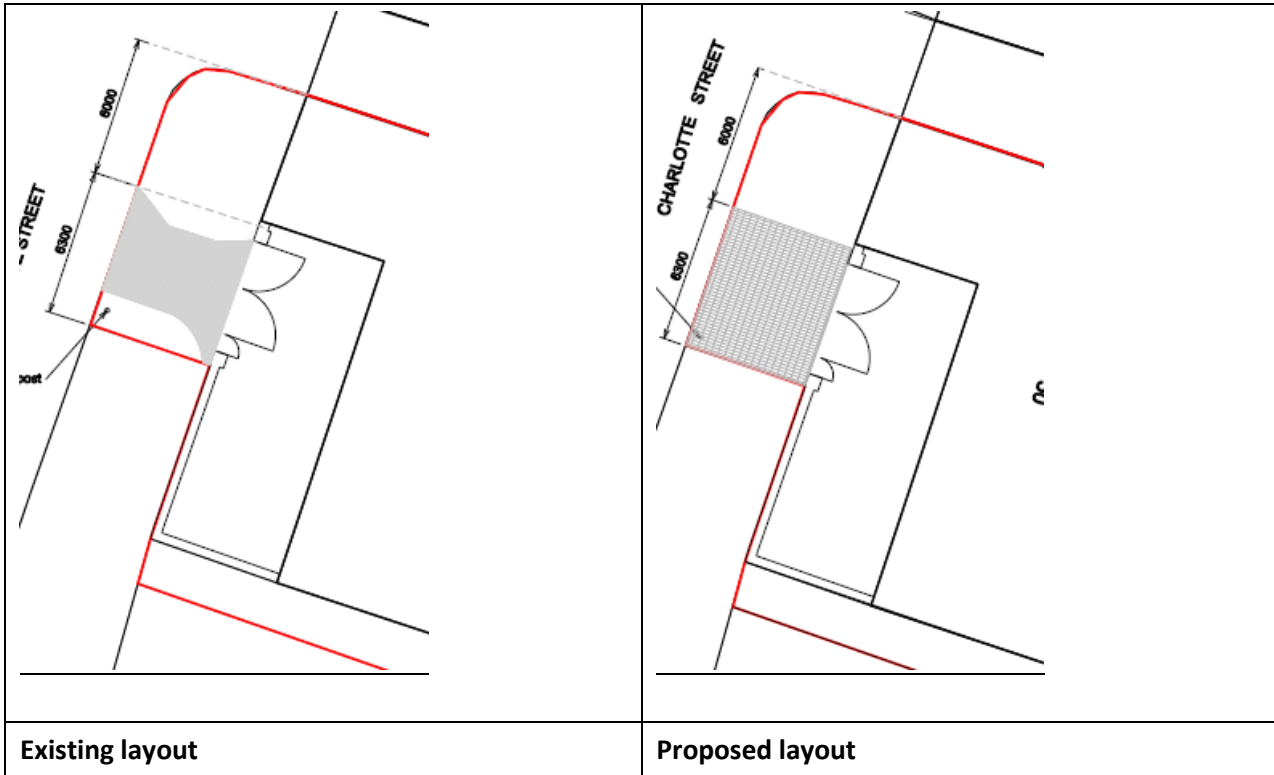 6000
6300
STREET
post
Existing layout
CHARLOTTE STREET
6000
6300
Proposed layout